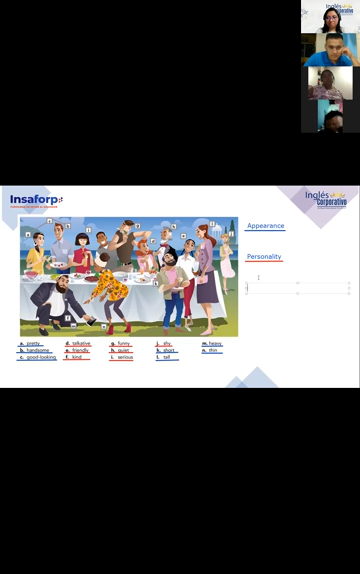 Inglés
Corporativo
Insaforp
Inglés
Corporativo
Appearance
Personality
a. pretty
b. handsome
c. good-looking
d. talkative
e. friendly
f. kind
g. funny
h. quiet
i. serious
j. shy
k. short
l. tall
m. heavy
n. thin